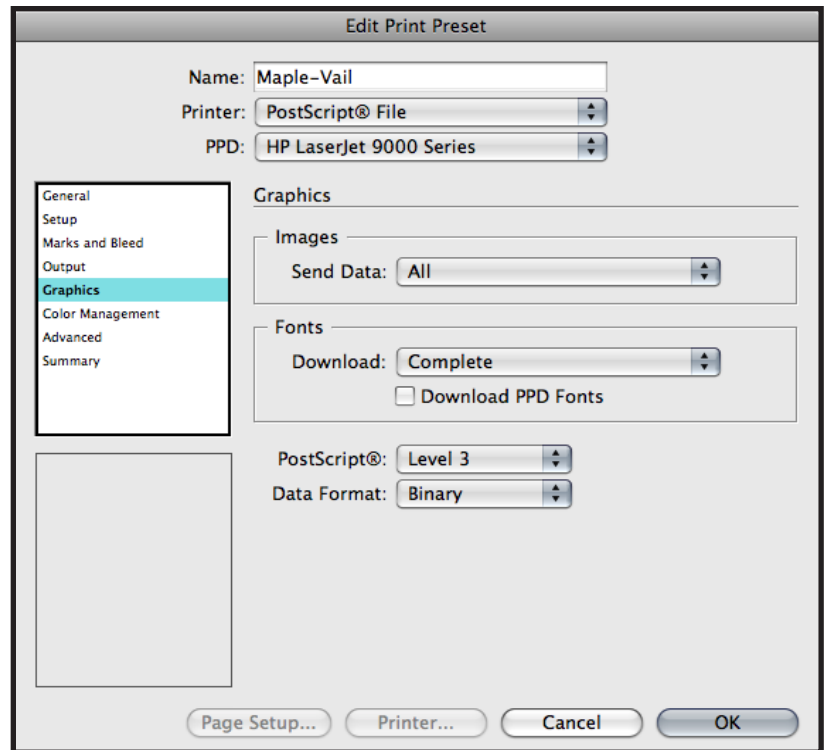 Edit Print Preset
Name: Maple-Vail
Printer: PostScript® File
PPD: HP LaserJet 9000 Series
General
Setup
Marks and Bleed
Output
Graphics
Color Management
Advanced
Summary
Graphics
Images
Send Data: All
Fonts
Download: Complete
Download PPD Fonts
PostScript®: Level 3
Data Format: Binary
Page Setup... Printer... Cancel OK